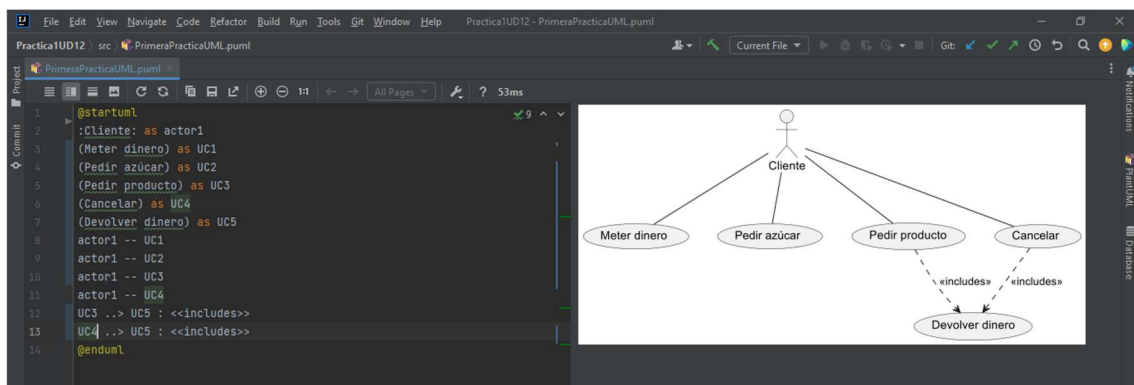 File Edit View Navigate Code Refactor Build Run Tools Git Window Help Practica1UD12 - PrimeraPracticaUML.puml
Practica1UD12 src PrimeraPracticaUML.puml Current File Git:
PrimeraPracticaUML.puml
1:1 All Pages ? 53ms
Project
Commit
Notifications
PlantUML
Database
9
1 @startuml
2 :Cliente: as actor1
3 (Meter dinero) as UC1
4 (Pedir azúcar) as UC2
5 (Pedir producto) as UC3
6 (Cancelar) as UC4
7 (Devolver dinero) as UC5
8 actor1 -- UC1
9 actor1 -- UC2
10 actor1 -- UC3
11 actor1 -- UC4
12 UC3 ..> UC5 : <<includes>>
13 UC4 ..> UC5 : <<includes>>
14 @enduml
Cliente
Meter dinero Pedir azúcar Pedir producto Cancelar
«includes» «includes»
Devolver dinero